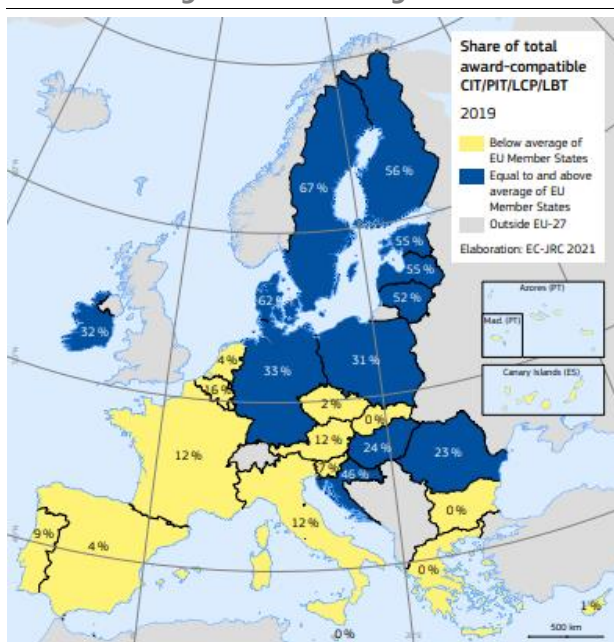 Share of total
award-compatible
CIT/PIT/LCP/LBT
2019
Below average of
EU Member States
Equal to and above
average of EU
Member States
Outside EU-27
Elaboration: EC-JRC 2021
Azores (PT)
Mad. (PT)
Canary Islands (ES)
67 %
56 %
55 %
55 %
52 %
62 %
32 %
4 %
16 %
33 %
31 %
2 %
0 %
12 %
12 %
24 %
23 %
46 %
9 %
4 %
12 %
0 %
0 %
0 %
1 %
500 km